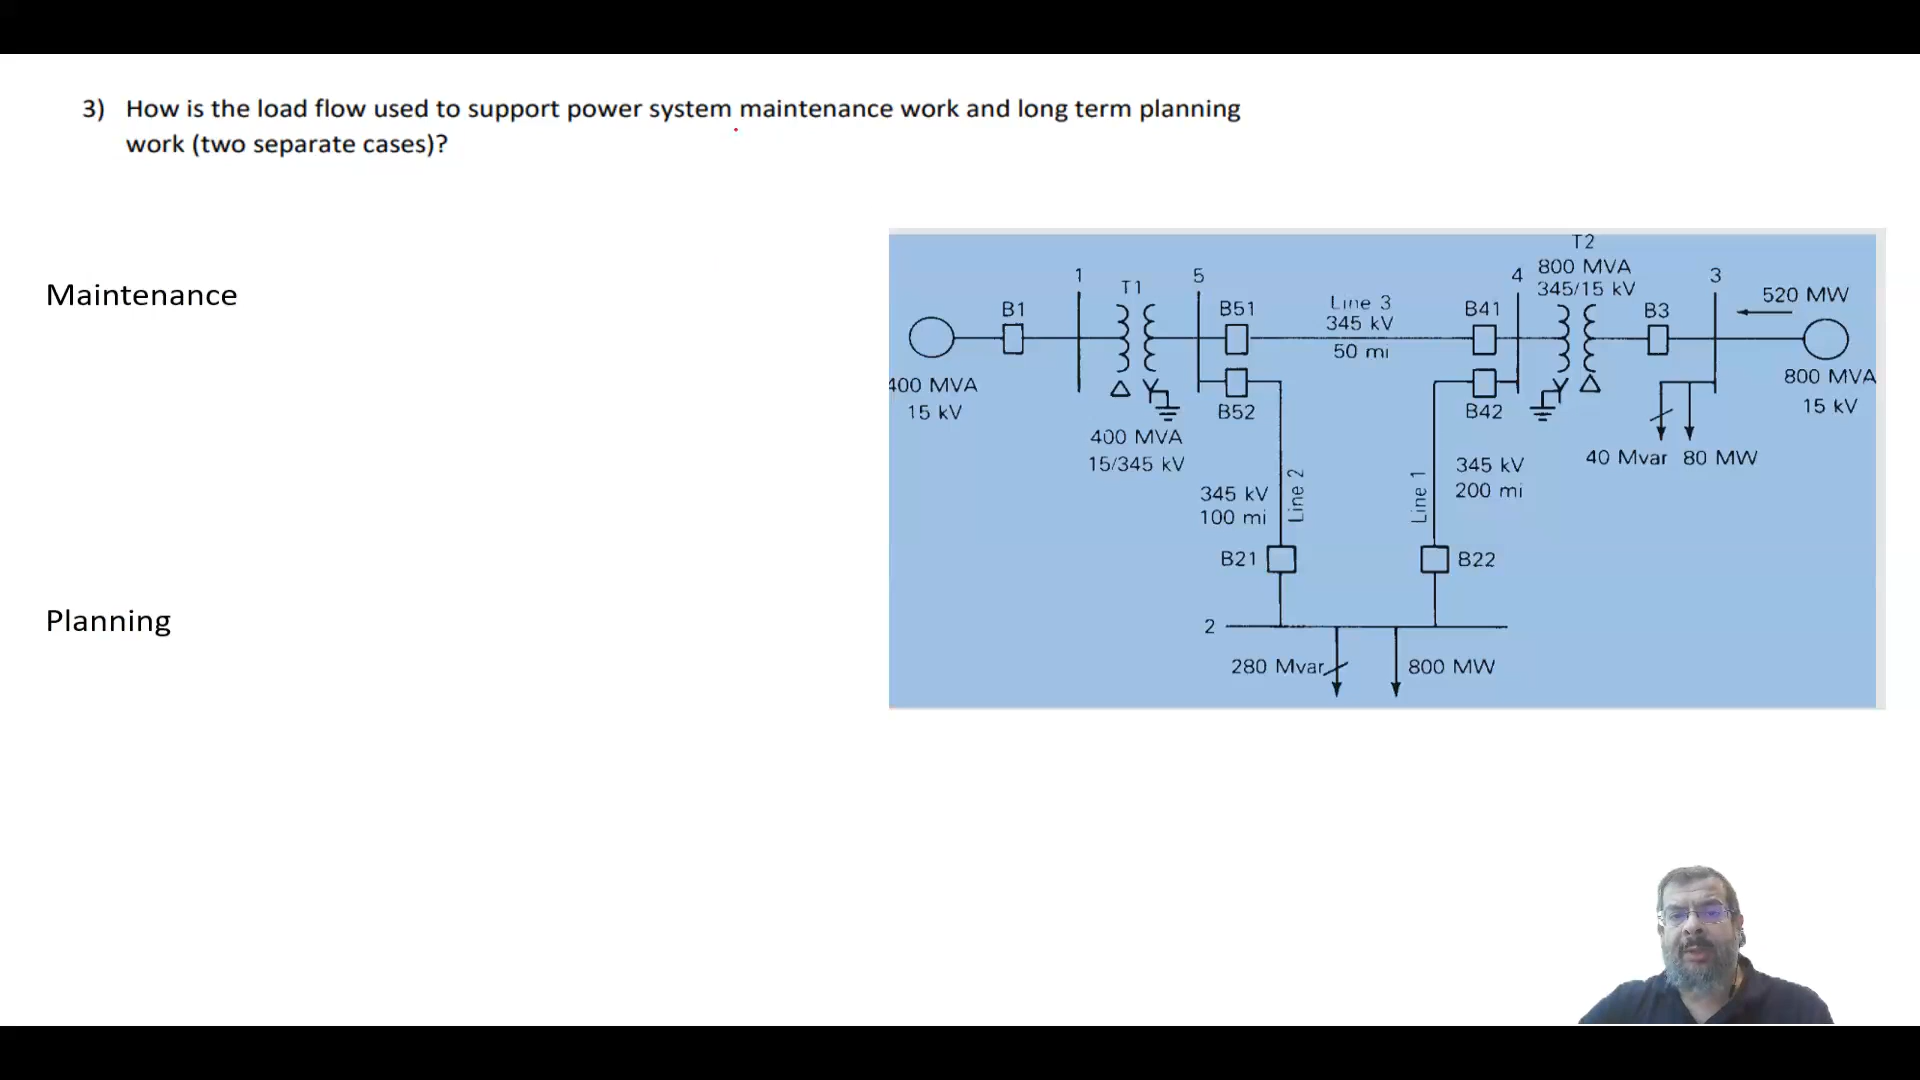 3) How is the load flow used to support power system maintenance work and long term planning
work (two separate cases)?
Maintenance
Planning
T2
1
T1
5
4
800 MVA
345/15 kV
3
520 MW
B1
B51
Line 3
345 kV
50 mi
B41
B3
400 MVA
15 kV
B52
B42
800 MVA
15 kV
400 MVA
15/345 kV
40 Mvar 80 MW
345 kV
100 mi
Line 2
Line 1
345 kV
200 mi
B21
B22
2
280 Mvar
800 MW